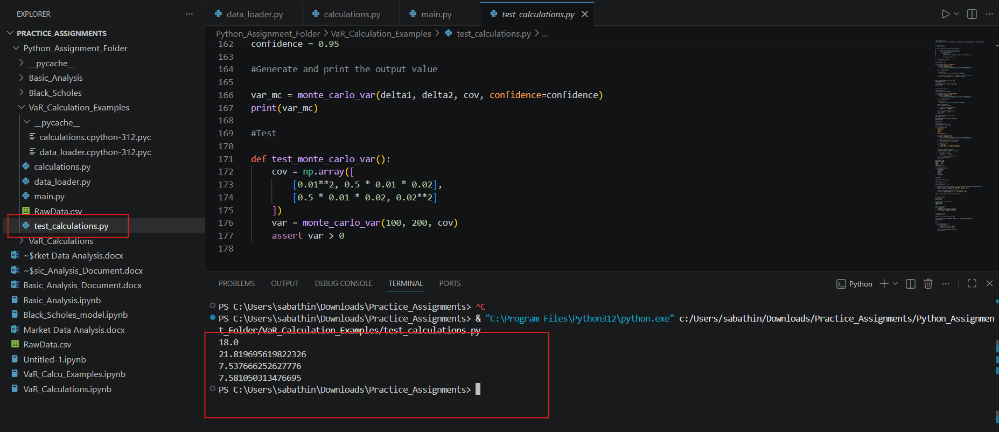 EXPLORER
PRACTICE_ASSIGNMENTS
Python_Assignment_Folder
__pycache__
Basic_Analysis
Black_Scholes
VaR_Calculation_Examples
__pycache__
calculations.cpython-312.pyc
data_loader.cpython-312.pyc
calculations.py
data_loader.py
main.py
RawData.csv
test_calculations.py
VaR_Calculations
~$rket Data Analysis.docx
~$sic_Analysis_Document.docx
Basic_Analysis_Document.docx
Basic_Analysis.ipynb
Black_Scholes_model.ipynb
Market Data Analysis.docx
RawData.csv
Untitled-1.ipynb
VaR_Calcu_Examples.ipynb
VaR_Calculations.ipynb
data_loader.py calculations.py main.py test_calculations.py
Python_Assignment_Folder > VaR_Calculation_Examples > test_calculations.py > ...
162 confidence = 0.95
163
164 #Generate and print the output value
165
166 var_mc = monte_carlo_var(delta1, delta2, cov, confidence=confidence)
167 print(var_mc)
168
169 #Test
170
171 def test_monte_carlo_var():
172 cov = np.array([
173 [0.01**2, 0.5 * 0.01 * 0.02],
174 [0.5 * 0.01 * 0.02, 0.02**2]
175 ])
176 var = monte_carlo_var(100, 200, cov)
177 assert var > 0
178
PROBLEMS OUTPUT DEBUG CONSOLE TERMINAL PORTS
Python
PS C:\Users\sabathin\Downloads\Practice_Assignments> ^C
PS C:\Users\sabathin\Downloads\Practice_Assignments> & "C:\Program Files\Python312\python.exe" c:/Users/sabathin/Downloads/Practice_Assignments/Python_Assignmen
t_Folder/VaR_Calculation_Examples/test_calculations.py
18.0
21.819695619822326
7.537666252627776
7.581050313476695
PS C:\Users\sabathin\Downloads\Practice_Assignments>